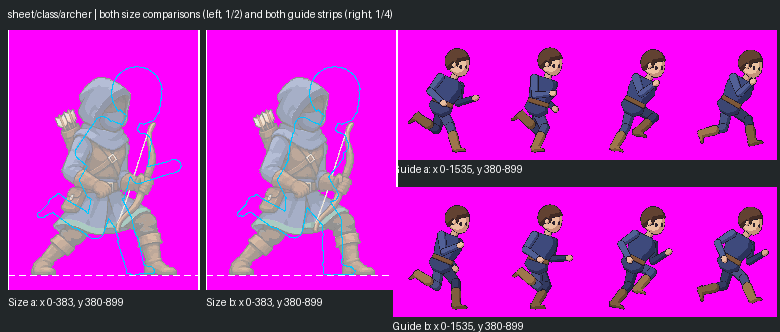 sheet/class/archer | both size comparisons (left, 1/2) and both guide strips (right, 1/4)
Guide a: x 0-1535, y 380-899
Size a: x 0-383, y 380-899
Size b: x 0-383, y 380-899
Guide b: x 0-1535, y 380-899